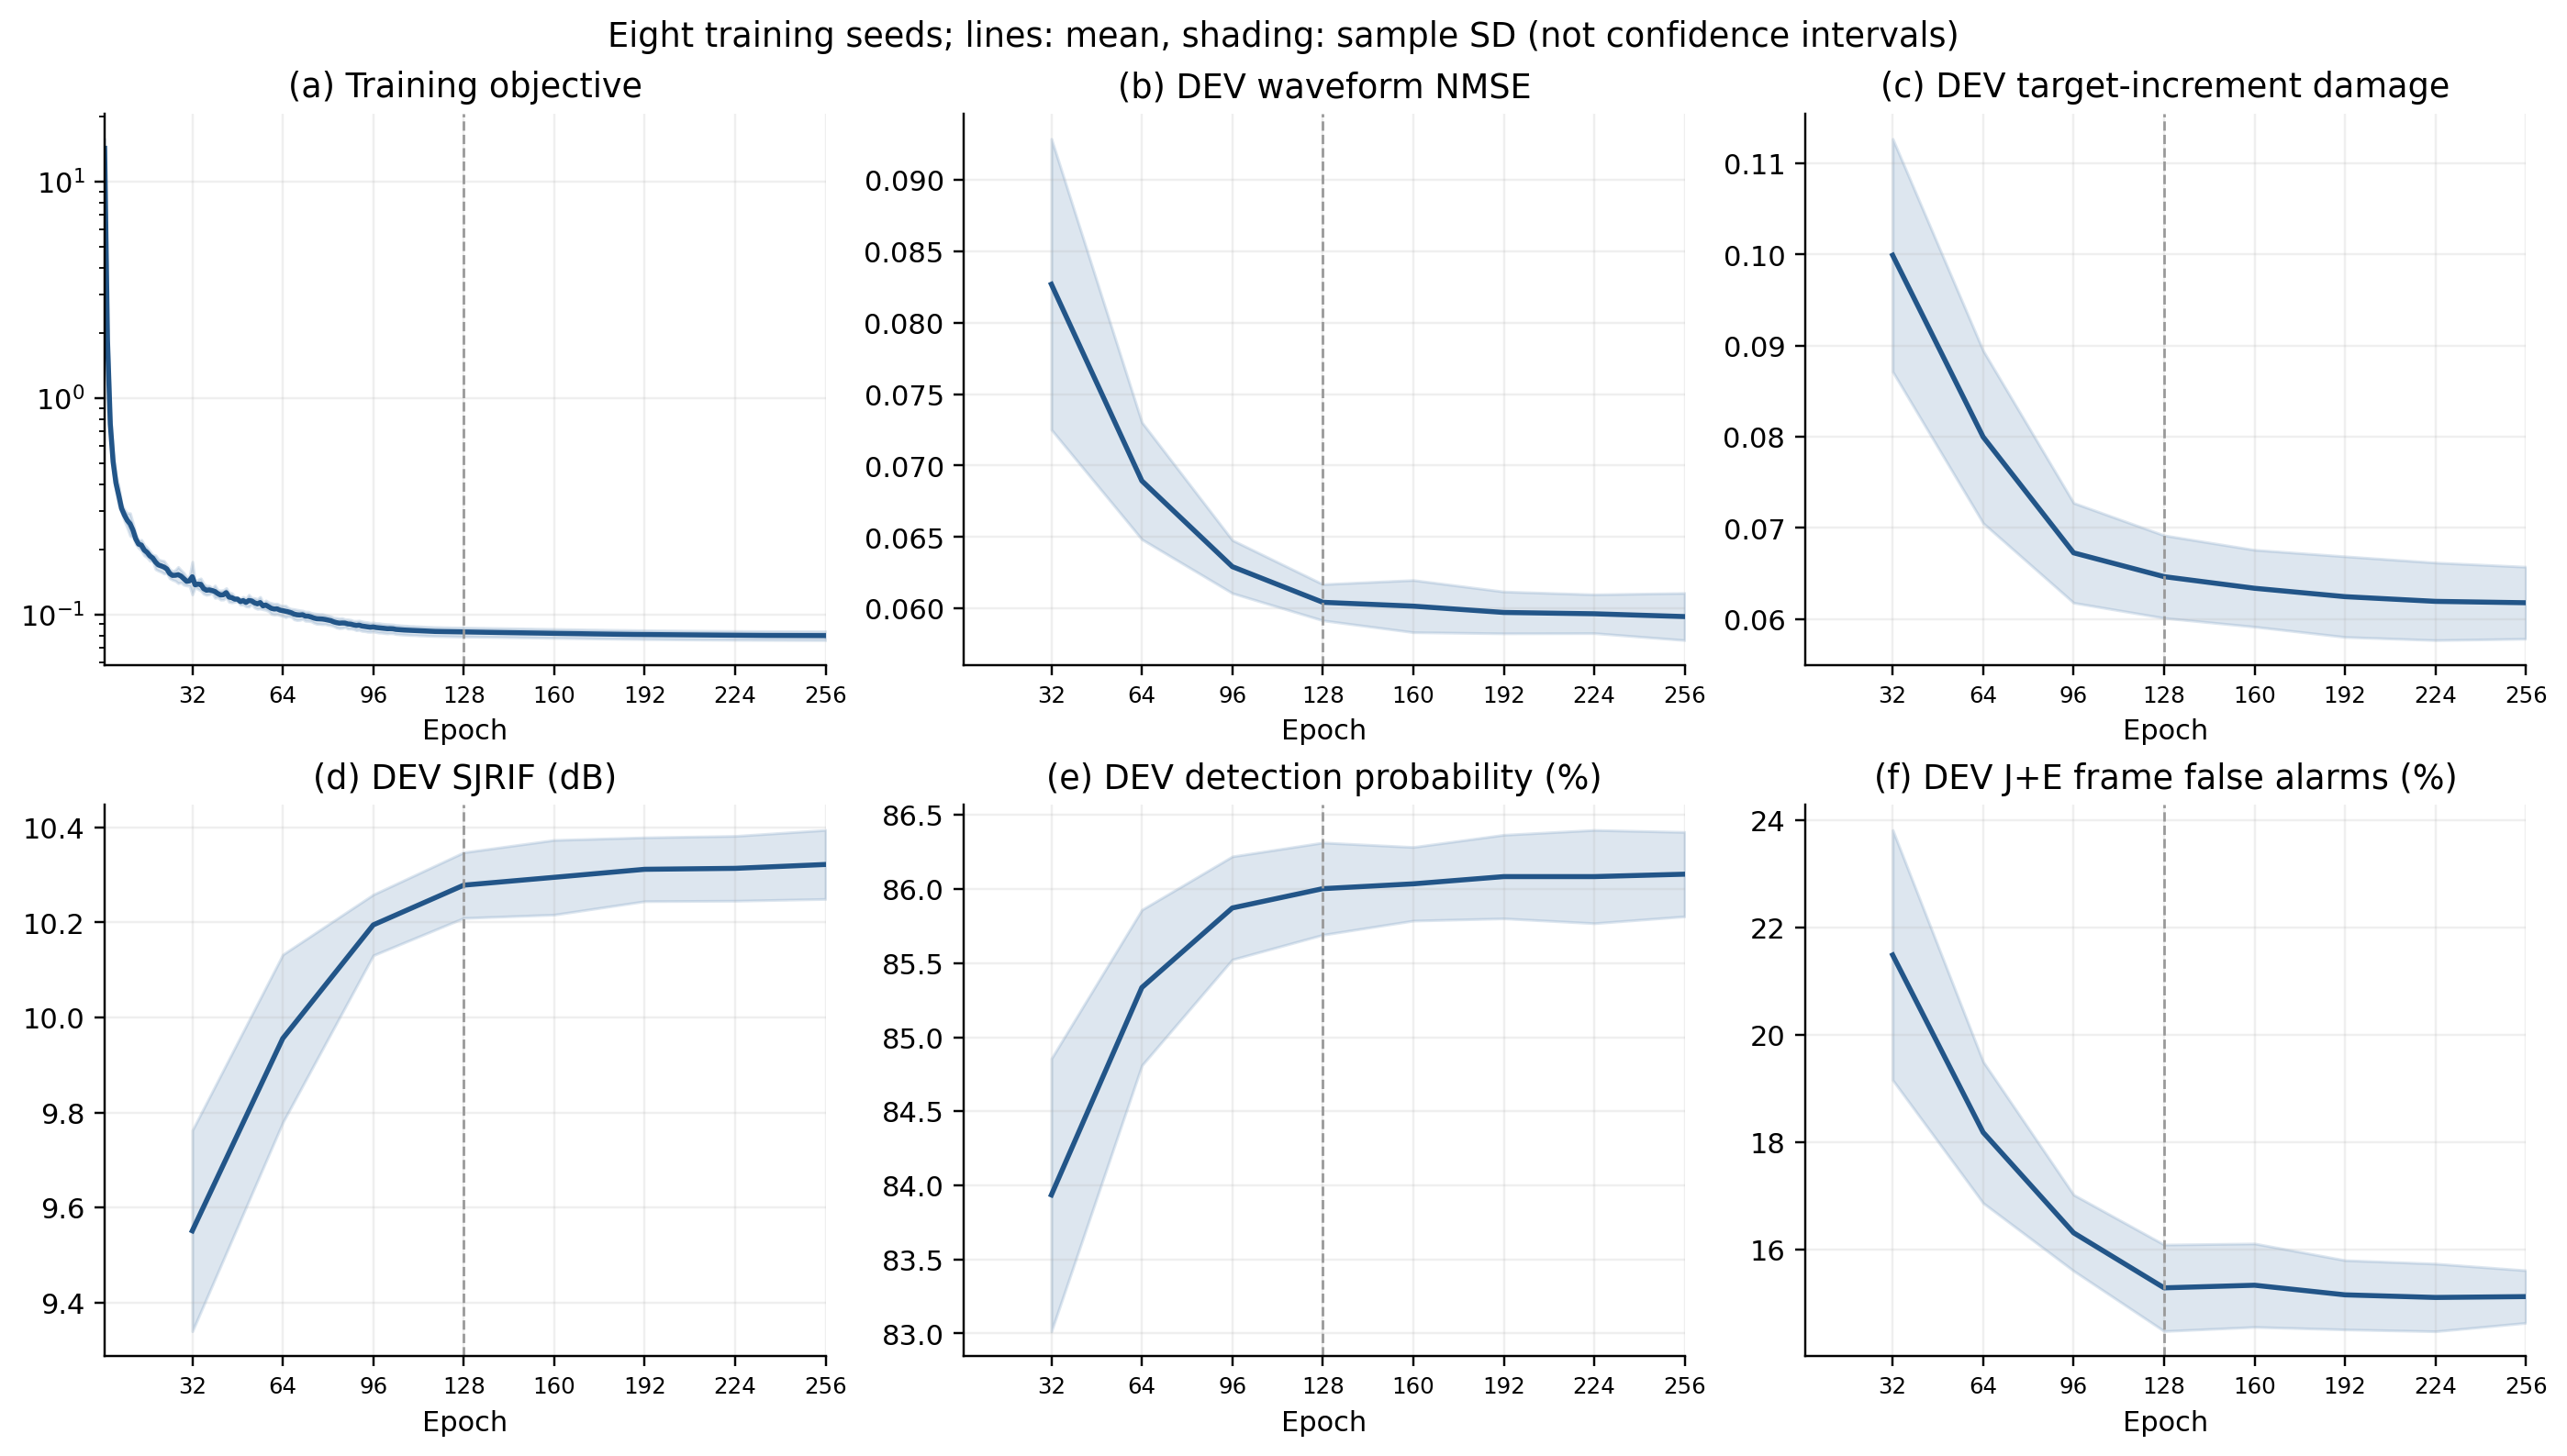 Eight training seeds; lines: mean, shading: sample SD (not confidence intervals)
(a) Training objective
10¹
10⁰
10⁻¹
32 64 96 128 160 192 224 256
Epoch
(b) DEV waveform NMSE
0.090
0.085
0.080
0.075
0.070
0.065
0.060
32 64 96 128 160 192 224 256
Epoch
(c) DEV target-increment damage
0.11
0.10
0.09
0.08
0.07
0.06
32 64 96 128 160 192 224 256
Epoch
(d) DEV SJRIF (dB)
10.4
10.2
10.0
9.8
9.6
9.4
32 64 96 128 160 192 224 256
Epoch
(e) DEV detection probability (%)
86.5
86.0
85.5
85.0
84.5
84.0
83.5
83.0
32 64 96 128 160 192 224 256
Epoch
(f) DEV J+E frame false alarms (%)
24
22
20
18
16
32 64 96 128 160 192 224 256
Epoch